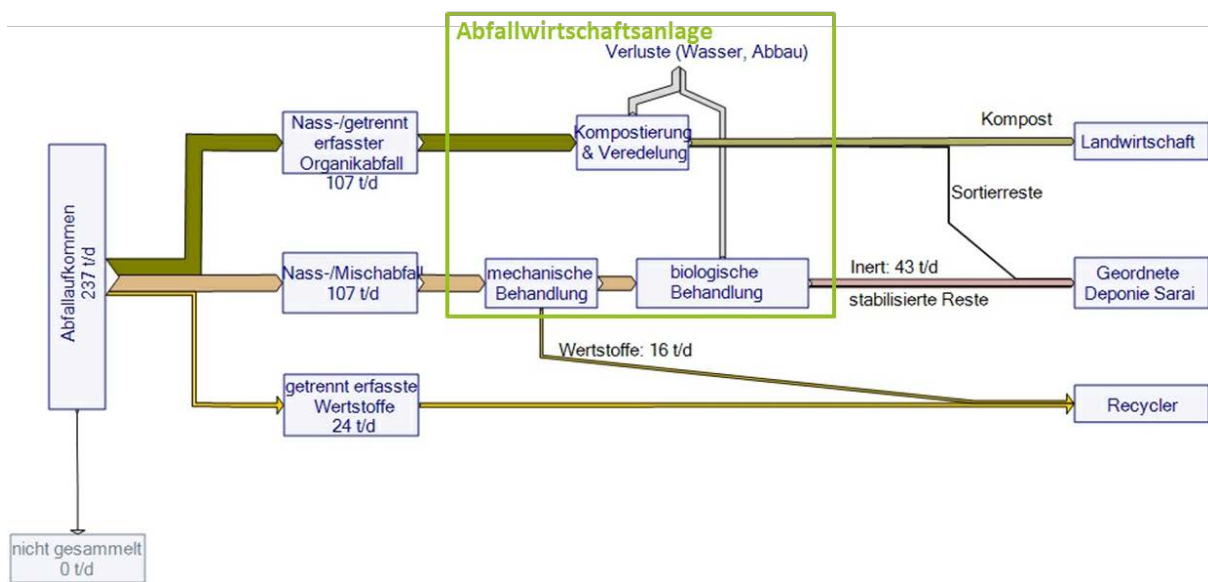 Abfallwirtschaftsanlage
Verluste (Wasser, Abbau)
Nass-/getrennt
erfasster
Organikabfall
107 t/d
Kompostierung
& Veredelung
Kompost
Landwirtschaft
Sortierreste
Abfallaufkommen
237 t/d
Nass-/Mischabfall
107 t/d
mechanische
Behandlung
biologische
Behandlung
Inert: 43 t/d
stabilisierte Reste
Geordnete
Deponie Sarai
Wertstoffe: 16 t/d
getrennt erfasste
Wertstoffe
24 t/d
Recycler
nicht gesammelt
0 t/d